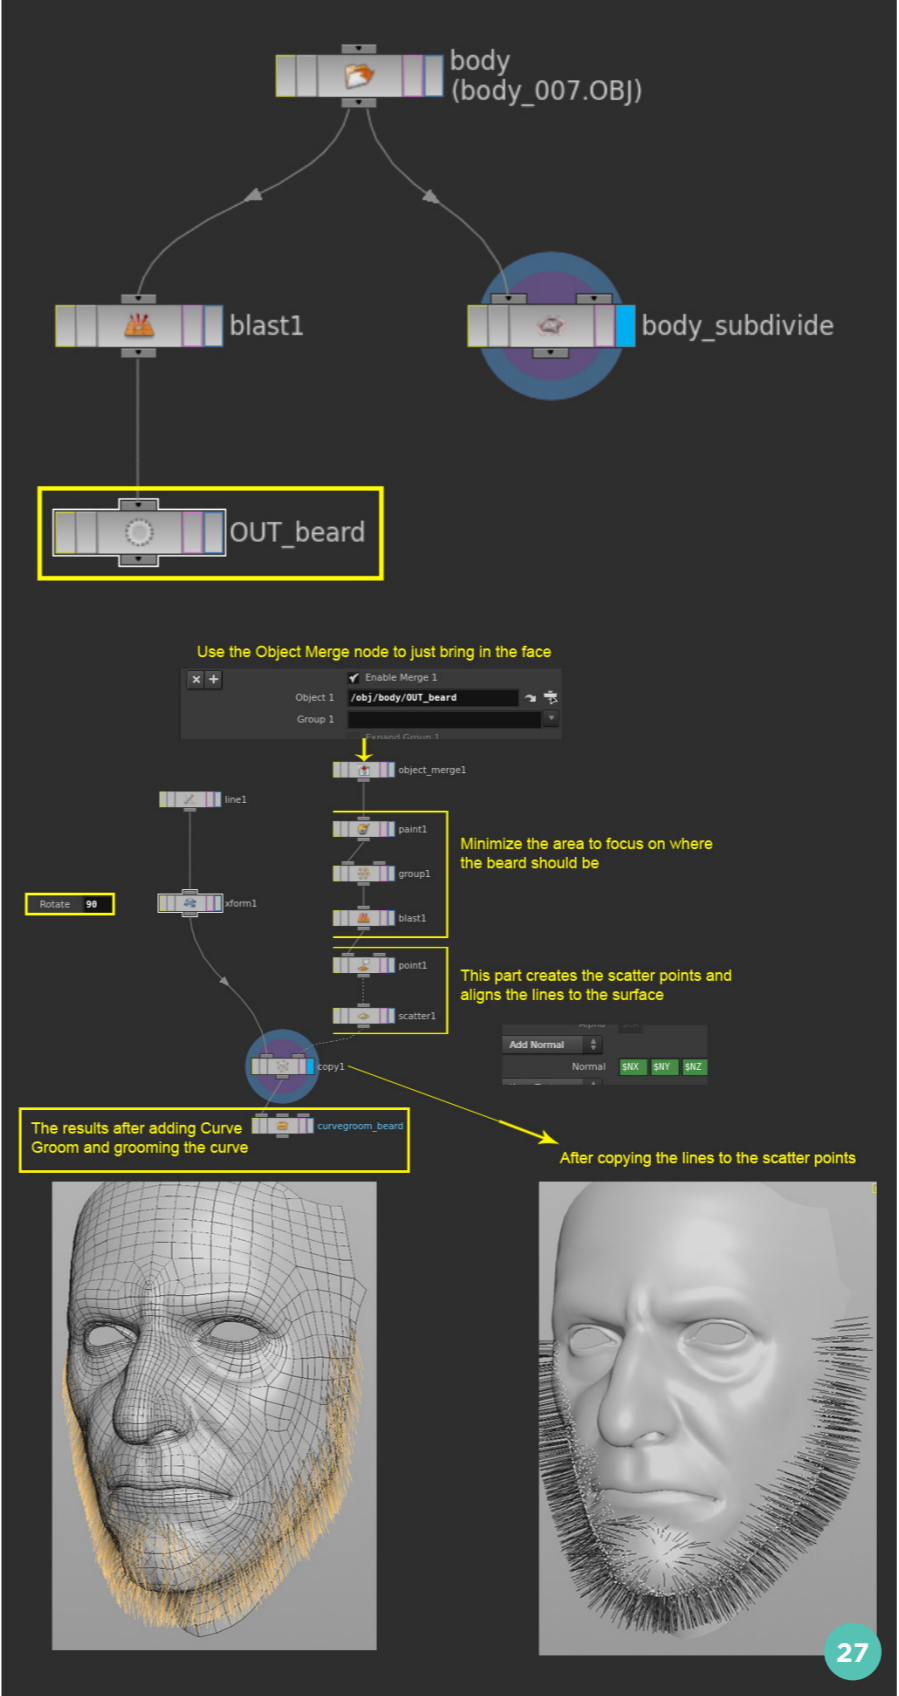 body
(body_007.OBJ)
blast1
body_subdivide
OUT_beard
Use the Object Merge node to just bring in the face
Enable Merge 1
Object 1 /obj/body/OUT_beard
Group 1
Expand Group 1
object_merge1
line1
paint1
Minimize the area to focus on where
the beard should be
group1
Rotate 90
xform1
blast1
point1
This part creates the scatter points and
aligns the lines to the surface
scatter1
Alpha
Add Normal
copy1
Normal $NX $NY $NZ
The results after adding Curve
Groom and grooming the curve
curvegroom_beard
After copying the lines to the scatter points
27